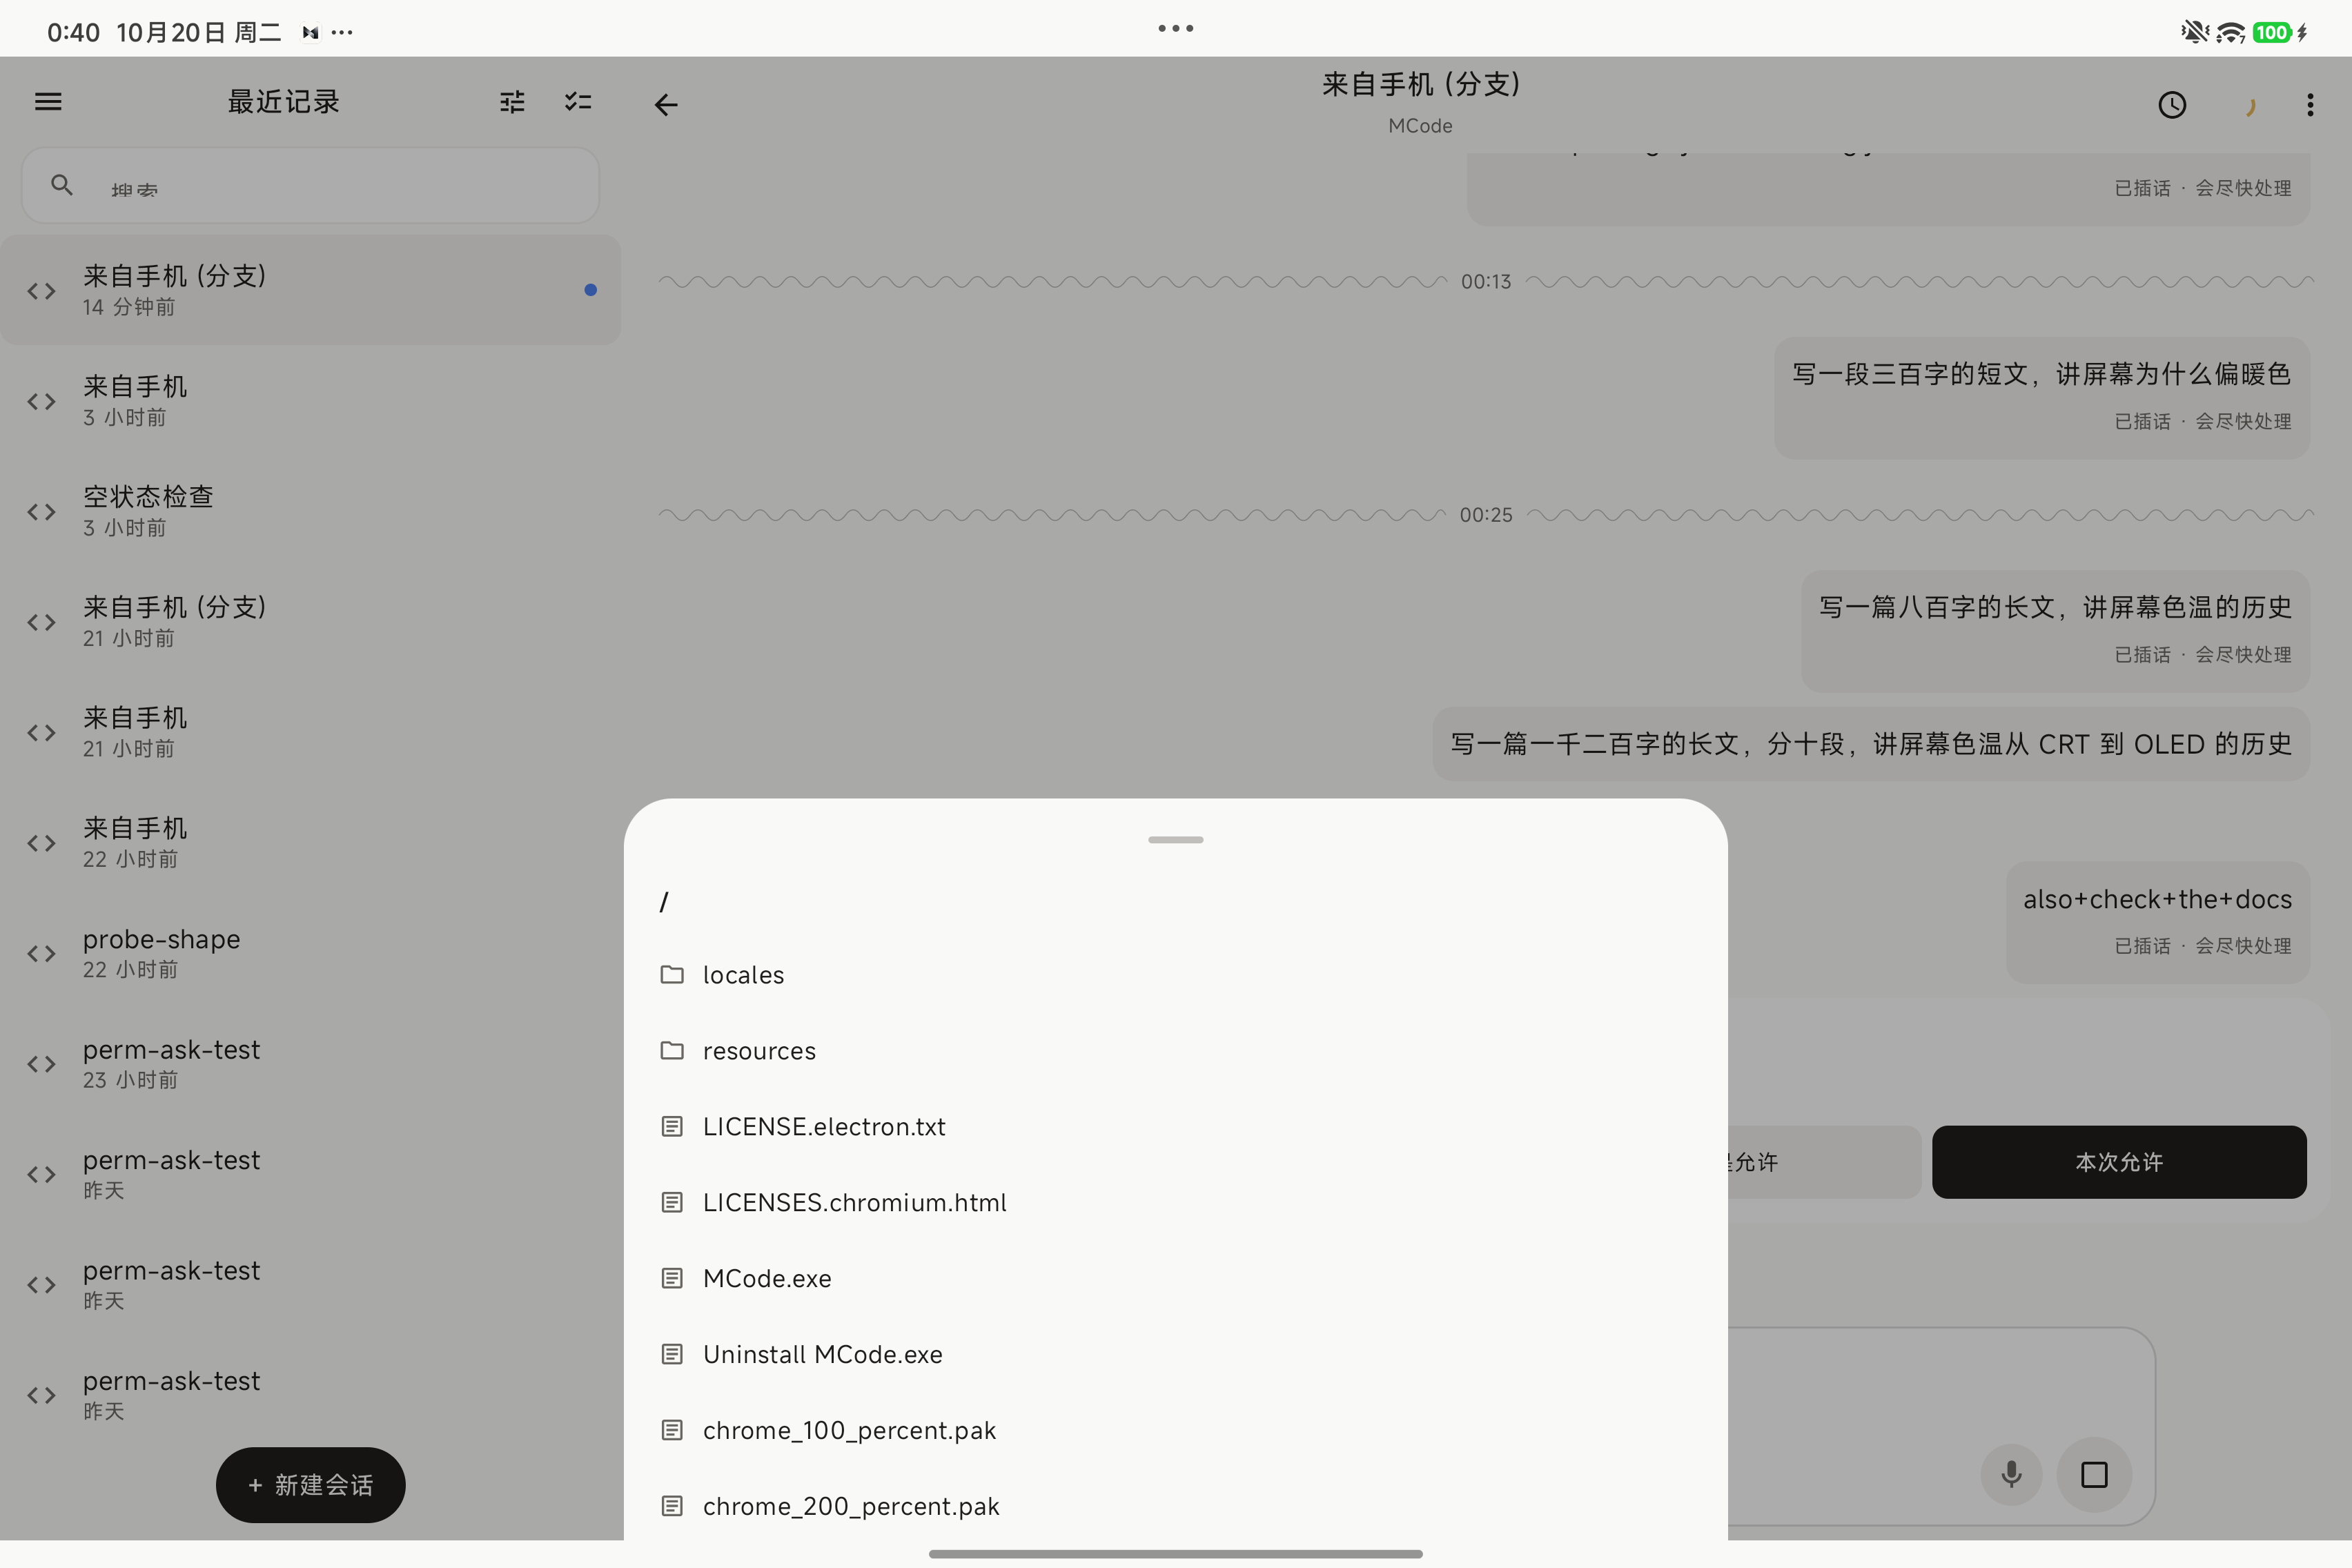 0:40 10月20日 周二
7
100
最近记录
搜索
来自手机 (分支)
14 分钟前
来自手机
3 小时前
空状态检查
3 小时前
来自手机 (分支)
21 小时前
来自手机
21 小时前
来自手机
22 小时前
probe-shape
22 小时前
perm-ask-test
23 小时前
perm-ask-test
昨天
perm-ask-test
昨天
perm-ask-test
昨天
+ 新建会话
来自手机 (分支)
MCode
已插话 · 会尽快处理
00:13
写一段三百字的短文，讲屏幕为什么偏暖色
已插话 · 会尽快处理
00:25
写一篇八百字的长文，讲屏幕色温的历史
已插话 · 会尽快处理
写一篇一千二百字的长文，分十段，讲屏幕色温从 CRT 到 OLED 的历史
also+check+the+docs
已插话 · 会尽快处理
允许
本次允许
/
locales
resources
LICENSE.electron.txt
LICENSES.chromium.html
MCode.exe
Uninstall MCode.exe
chrome_100_percent.pak
chrome_200_percent.pak